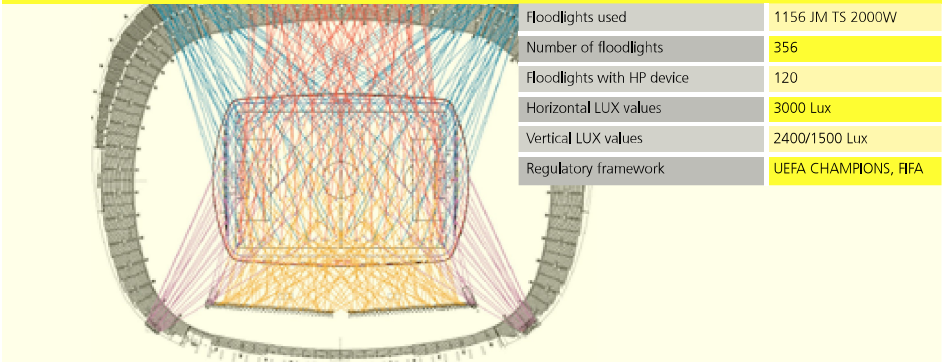 Floodlights used 1156 JM TS 2000W
Number of floodlights 356
Floodlights with HP device 120
Horizontal LUX values 3000 Lux
Vertical LUX values 2400/1500 Lux
Regulatory framework UEFA CHAMPIONS, FIFA